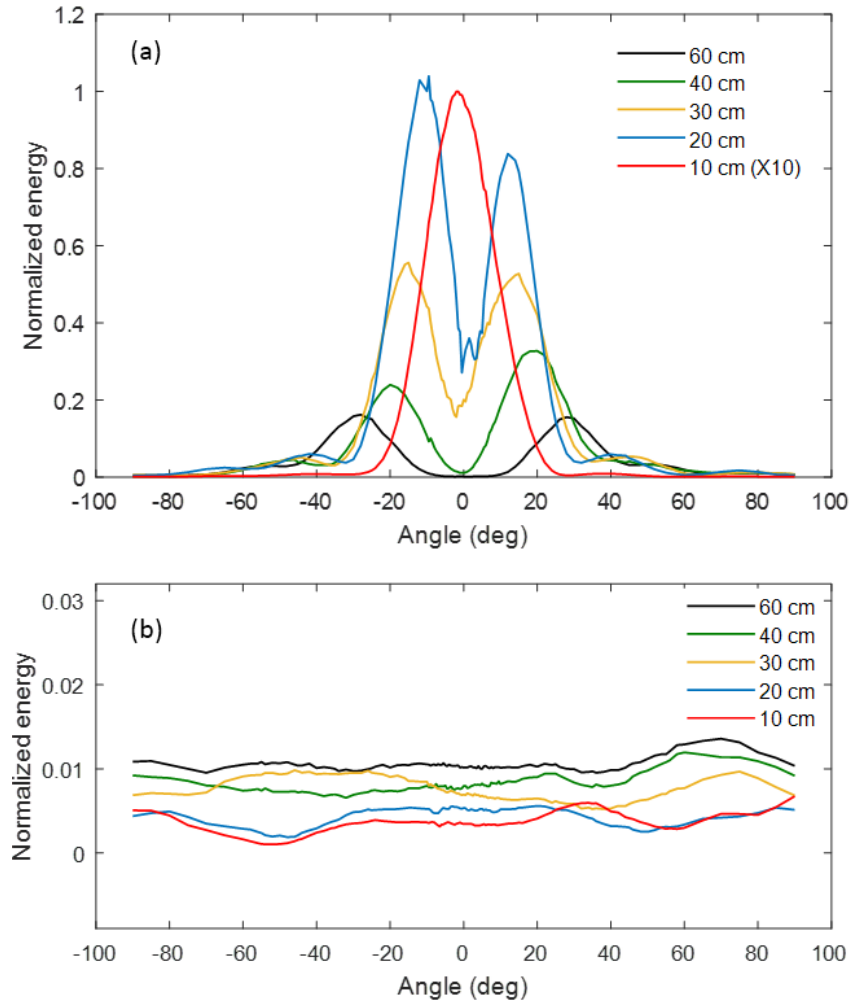 (a)
1.2
1
0.8
0.6
0.4
0.2
0
Normalized energy
60 cm
40 cm
30 cm
20 cm
10 cm (X10)
-100 -80 -60 -40 -20 0 20 40 60 80 100
Angle (deg)
(b)
0.03
0.02
0.01
0
Normalized energy
60 cm
40 cm
30 cm
20 cm
10 cm
-100 -80 -60 -40 -20 0 20 40 60 80 100
Angle (deg)